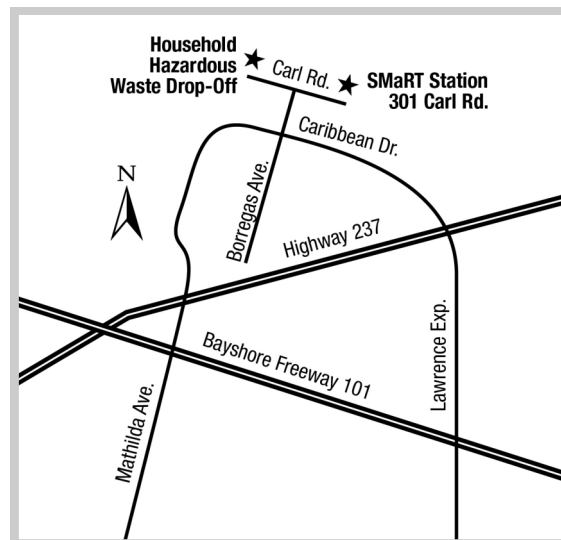 Household
Hazardous
Waste Drop-Off
Carl Rd.
SMaRT Station
301 Carl Rd.
Caribbean Dr.
N
Borregas Ave.
Highway 237
Bayshore Freeway 101
Lawrence Exp.
Mathilda Ave.